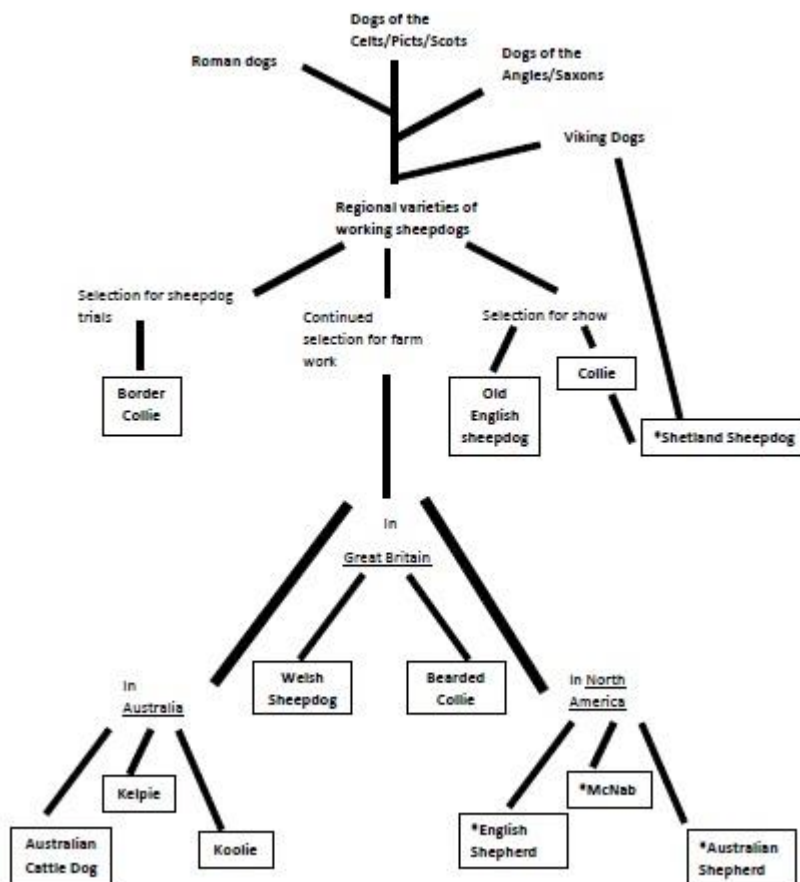 Dogs of the
Celts/Picts/Scots
Roman dogs
Dogs of the
Angles/Saxons
Viking Dogs
Regional varieties of
working sheepdogs
Selection for sheepdog
trials
Continued
selection for farm
work
Selection for show
Border
Collie
Old
English
sheepdog
Collie
*Shetland Sheepdog
In
Great Britain
Welsh
Sheepdog
Bearded
Collie
In
Australia
In North
America
Kelpie
Australian
Cattle Dog
Koolie
*McNab
*English
Shepherd
*Australian
Shepherd